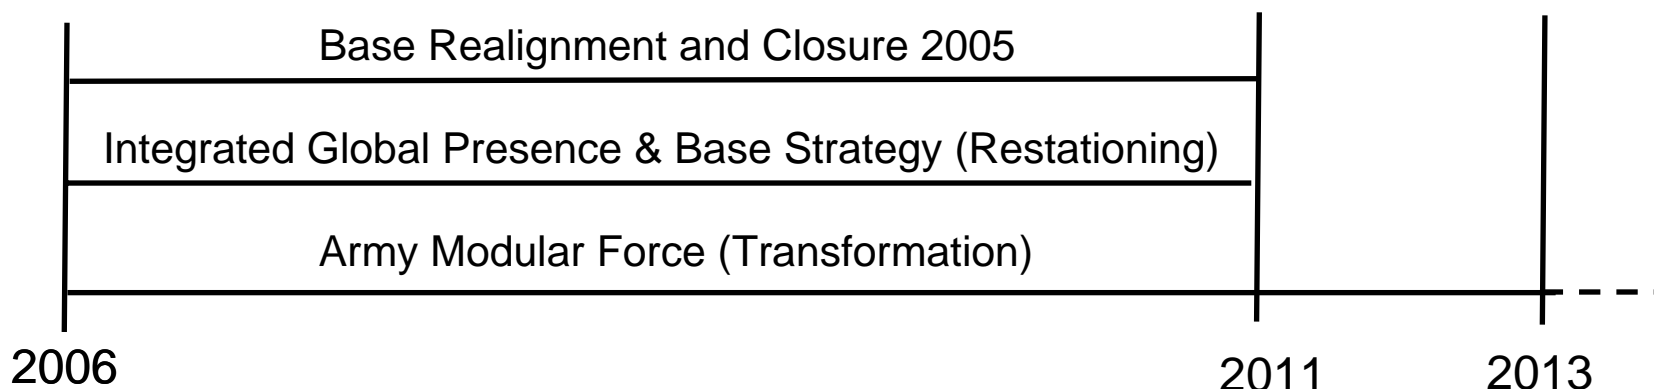 Base Realignment and Closure 2005
Integrated Global Presence & Base Strategy (Restationing)
Army Modular Force (Transformation)
2006
2011
2013